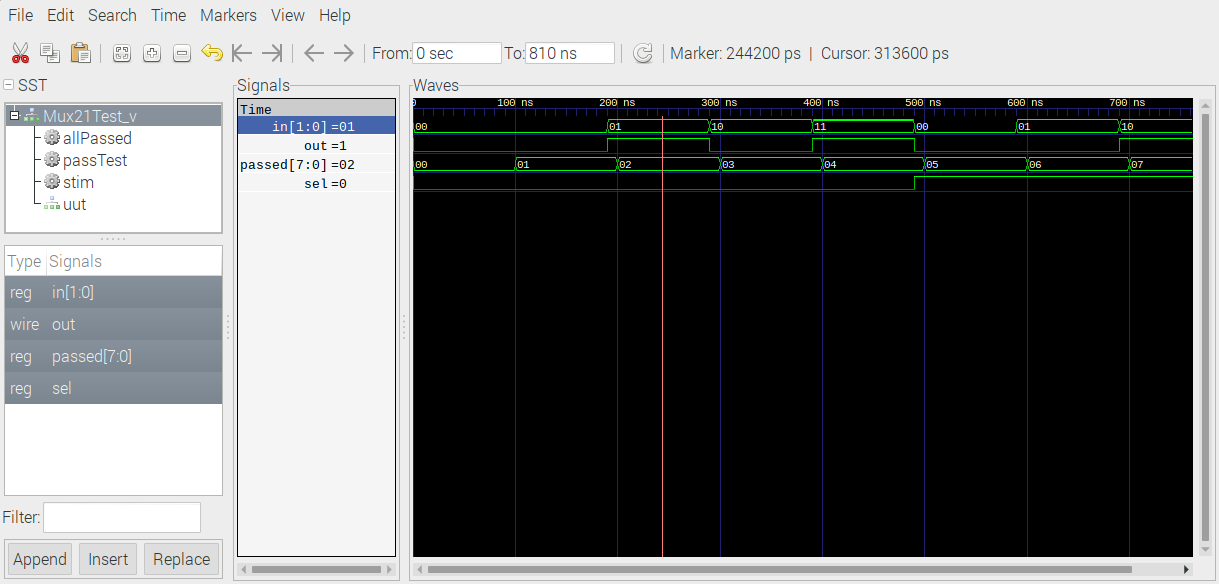 File Edit Search Time Markers View Help
From: 0 sec To: 810 ns Marker: 244200 ps | Cursor: 313600 ps
SST
Mux21Test_v
allPassed
passTest
stim
uut
Type Signals
reg in[1:0]
wire out
reg passed[7:0]
reg sel
Filter:
Append Insert Replace
Signals
Time
in[1:0] =01
out =1
passed[7:0] =02
sel =0
Waves
0 100 ns 200 ns 300 ns 400 ns 500 ns 600 ns 700 ns
00 01 10 11 00 01 10
00 01 02 03 04 05 06 07